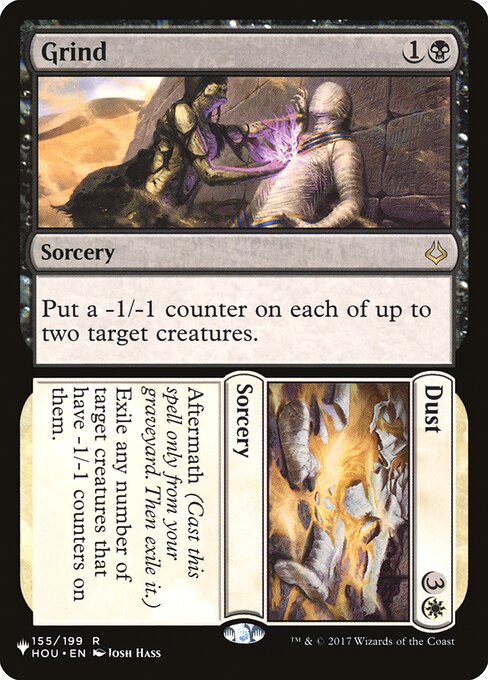 Grind 1
Sorcery
Put a -1/-1 counter on each of up to
two target creatures.
Dust 3
Sorcery
Aftermath (Cast this
spell only from your
graveyard. Then exile it.)
Exile any number of
target creatures that
have -1/-1 counters on
them.
155/199 R
HOU • EN Josh Hass
™ & © 2017 Wizards of the Coast